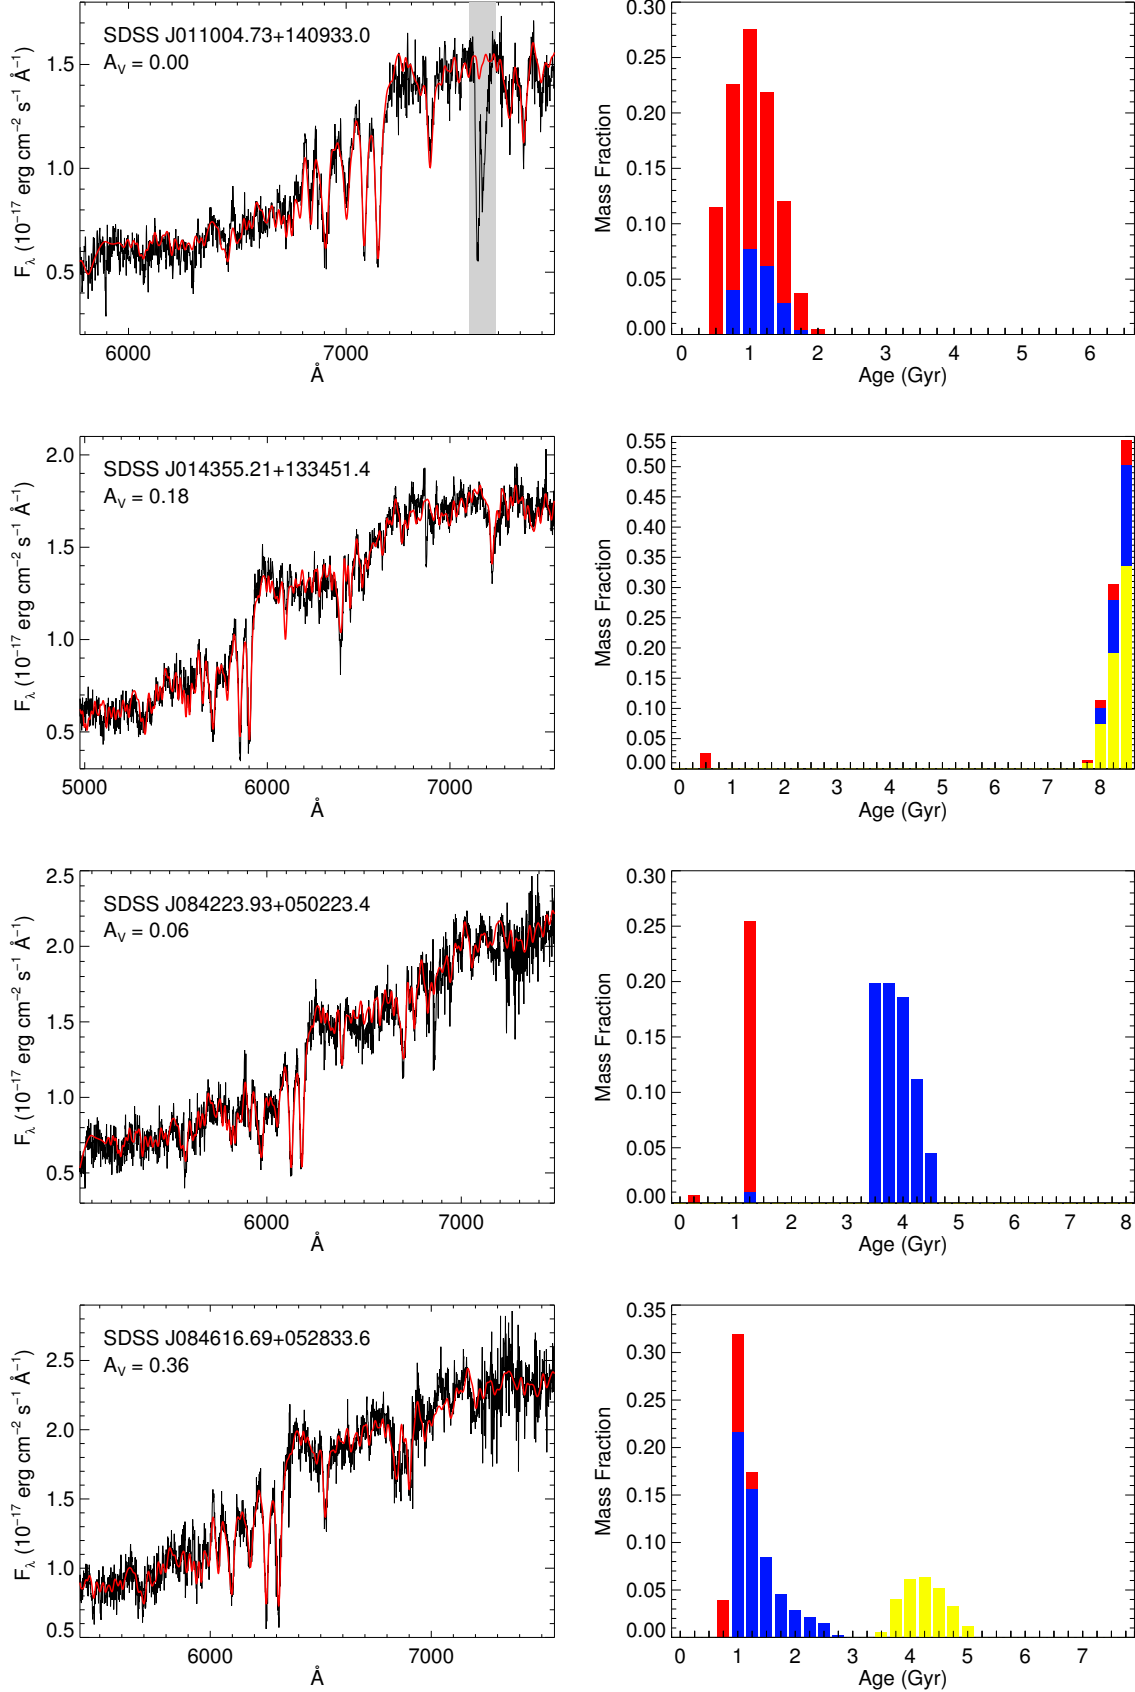 SDSS J011004.73+140933.0
A_V = 0.00
F_λ (10⁻¹⁷ erg cm⁻² s⁻¹ Å⁻¹)
1.5
1.0
0.5
6000 7000
Å
Mass Fraction
0.30
0.25
0.20
0.15
0.10
0.05
0.00
0 1 2 3 4 5 6
Age (Gyr)
SDSS J014355.21+133451.4
A_V = 0.18
F_λ (10⁻¹⁷ erg cm⁻² s⁻¹ Å⁻¹)
2.0
1.5
1.0
0.5
5000 6000 7000
Å
Mass Fraction
0.55
0.50
0.45
0.40
0.35
0.30
0.25
0.20
0.15
0.10
0.05
0.00
0 1 2 3 4 5 6 7 8
Age (Gyr)
SDSS J084223.93+050223.4
A_V = 0.06
F_λ (10⁻¹⁷ erg cm⁻² s⁻¹ Å⁻¹)
2.5
2.0
1.5
1.0
0.5
6000 7000
Å
Mass Fraction
0.30
0.25
0.20
0.15
0.10
0.05
0.00
0 1 2 3 4 5 6 7 8
Age (Gyr)
SDSS J084616.69+052833.6
A_V = 0.36
F_λ (10⁻¹⁷ erg cm⁻² s⁻¹ Å⁻¹)
2.5
2.0
1.5
1.0
0.5
6000 7000
Å
Mass Fraction
0.35
0.30
0.25
0.20
0.15
0.10
0.05
0.00
0 1 2 3 4 5 6 7
Age (Gyr)